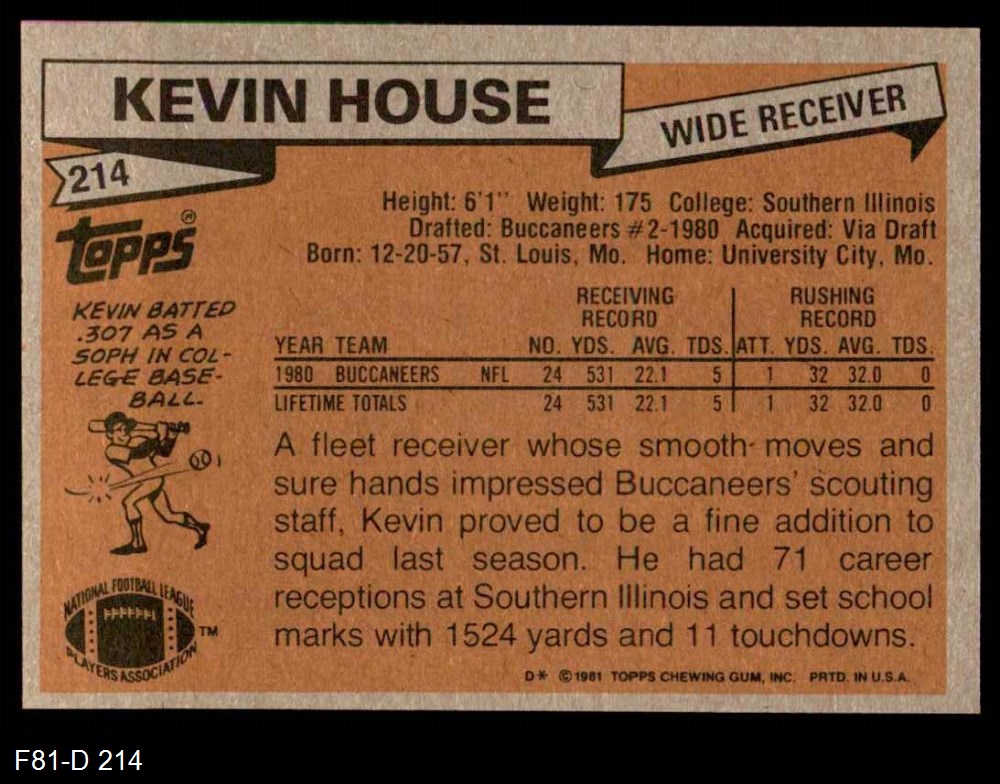 KEVIN HOUSE
WIDE RECEIVER
214
topps®
Height: 6'1" Weight: 175 College: Southern Illinois
Drafted: Buccaneers #2-1980 Acquired: Via Draft
Born: 12-20-57, St. Louis, Mo. Home: University City, Mo.
KEVIN BATTED
.307 AS A
SOPH IN COL-
LEGE BASE-
BALL.
RECEIVING RUSHING
RECORD RECORD
YEAR TEAM NO. YDS. AVG. TDS. ATT. YDS. AVG. TDS.
1980 BUCCANEERS NFL 24 531 22.1 5 1 32 32.0 0
LIFETIME TOTALS 24 531 22.1 5 1 32 32.0 0
A fleet receiver whose smooth moves and
sure hands impressed Buccaneers' scouting
staff, Kevin proved to be a fine addition to
squad last season. He had 71 career
receptions at Southern Illinois and set school
marks with 1524 yards and 11 touchdowns.
NATIONAL FOOTBALL LEAGUE
PLAYERS ASSOCIATION
TM
D* ©1981 TOPPS CHEWING GUM, INC. PRTD. IN U.S.A.
F81-D 214